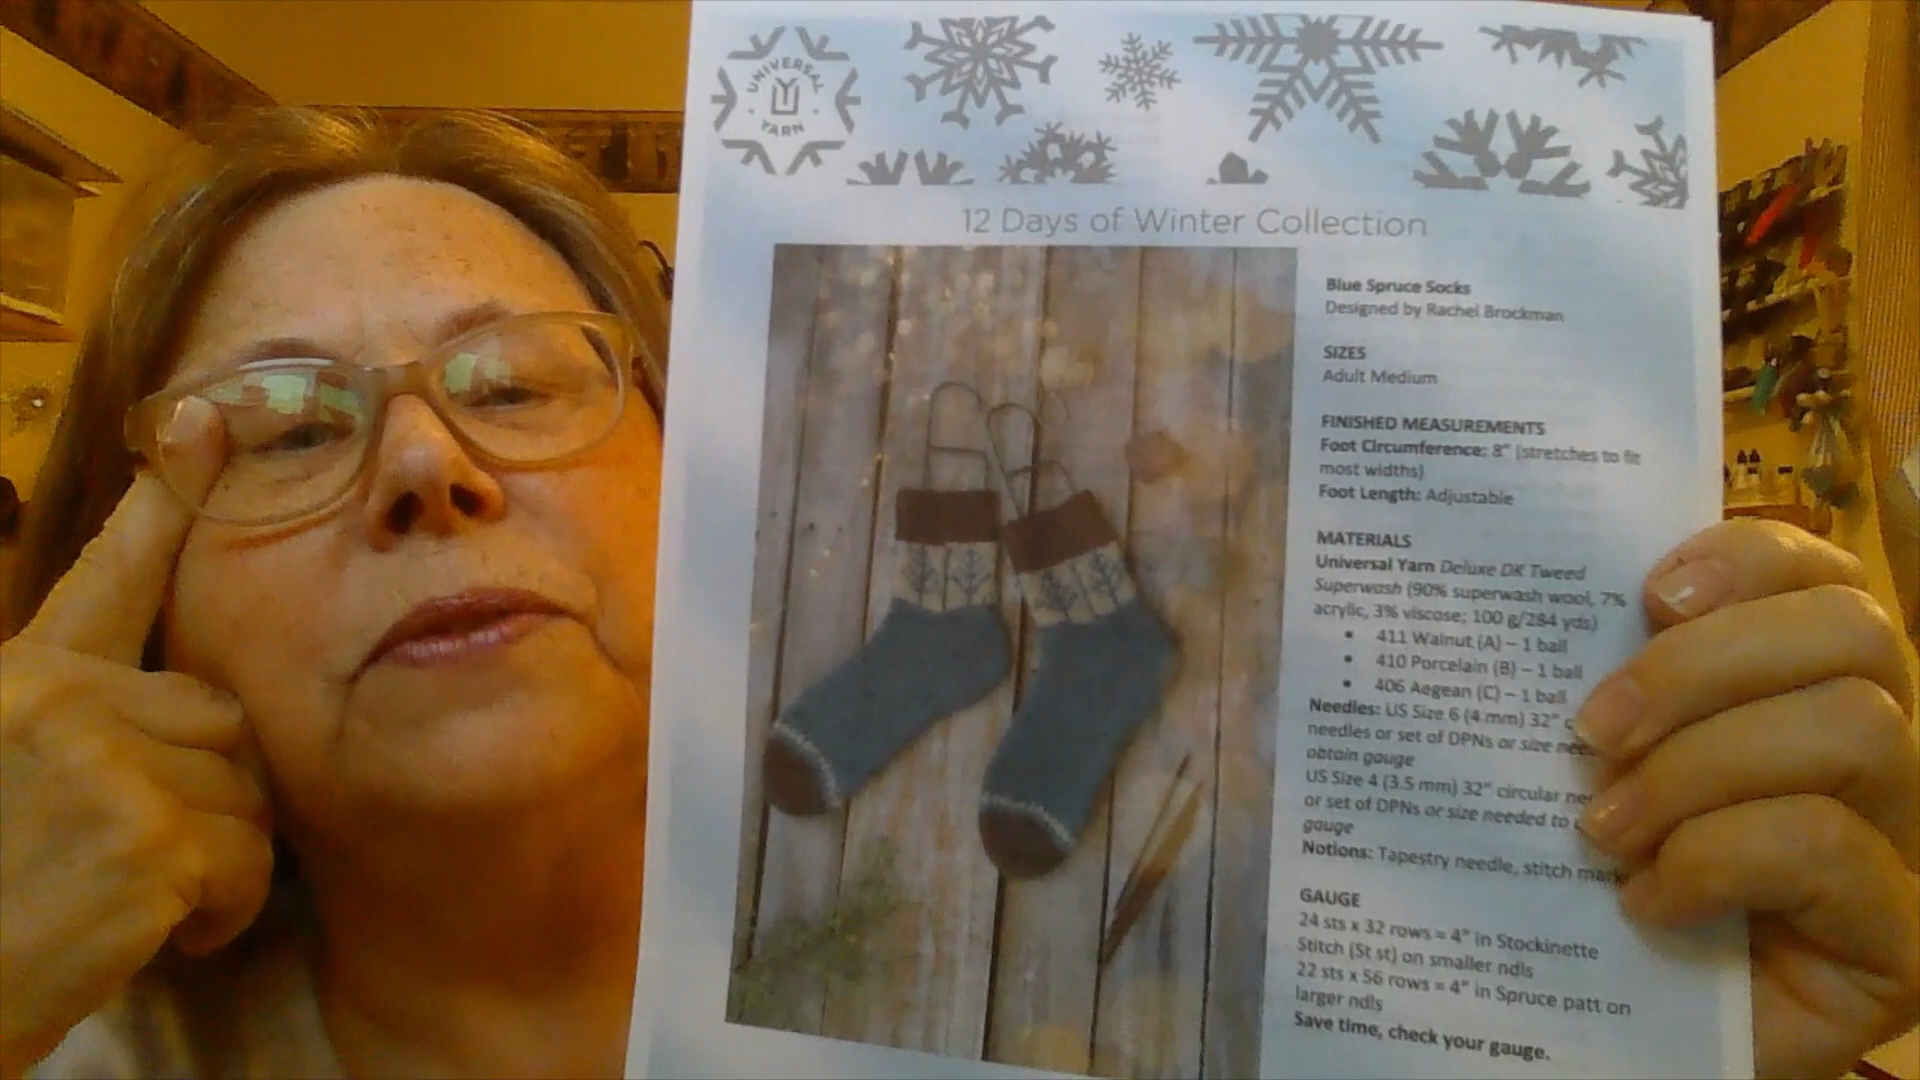 UNIVERSAL
YARN
12 Days of Winter Collection
Blue Spruce Socks
Designed by Rachel Brockman
SIZES
Adult Medium
FINISHED MEASUREMENTS
Foot Circumference: 8" (stretches to fit
most widths)
Foot Length: Adjustable
MATERIALS
Universal Yarn Deluxe DK Tweed
Superwash (90% superwash wool, 7%
acrylic, 3% viscose; 100 g/284 yds)
• 411 Walnut (A) – 1 ball
• 410 Porcelain (B) – 1 ball
• 406 Aegean (C) – 1 ball
Needles: US Size 6 (4 mm) 32" c
needles or set of DPNs or size nee
obtain gauge
US Size 4 (3.5 mm) 32" circular ne
or set of DPNs or size needed to
gauge
Notions: Tapestry needle, stitch mark
GAUGE
24 sts x 32 rows = 4" in Stockinette
Stitch (St st) on smaller ndls
22 sts x 56 rows = 4" in Spruce patt on
larger ndls
Save time, check your gauge.